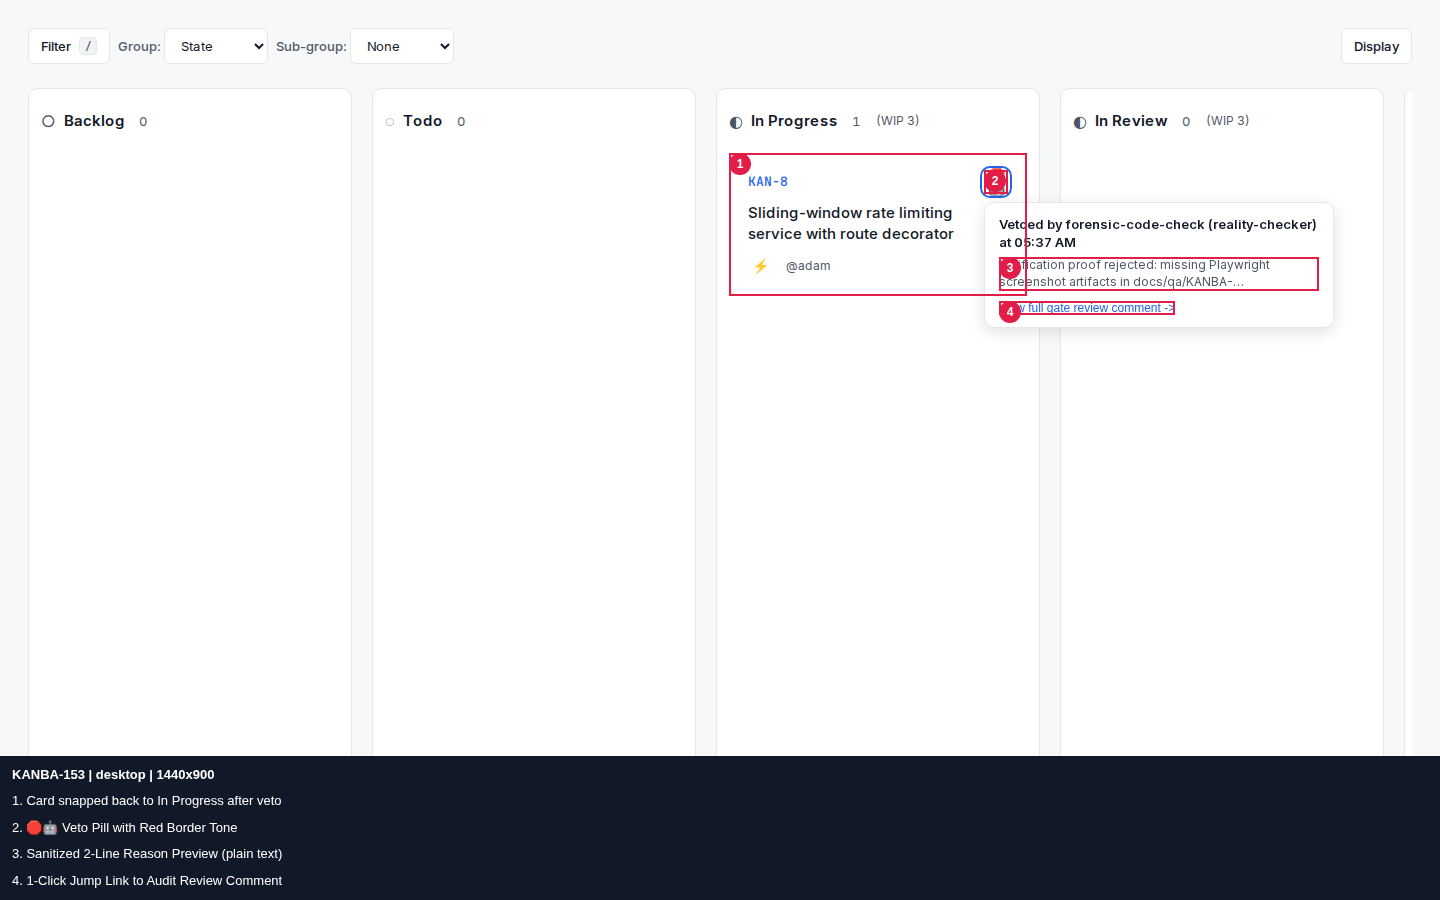 Filter / Group: State Sub-group: None Display
Backlog 0
Todo 0
In Progress 1 (WIP 3)
In Review 0 (WIP 3)
1
KAN-8
2
Sliding-window rate limiting
service with route decorator
⚡ @adam
Vetoed by forensic-code-check (reality-checker)
at 05:37 AM
3
rejected: missing Playwright
proof
screenshot artifacts in docs/qa/KANBA-...
4
full gate review comment ->
KANBA-153 | desktop | 1440x900
1. Card snapped back to In Progress after veto
2. 🛑🤖 Veto Pill with Red Border Tone
3. Sanitized 2-Line Reason Preview (plain text)
4. 1-Click Jump Link to Audit Review Comment